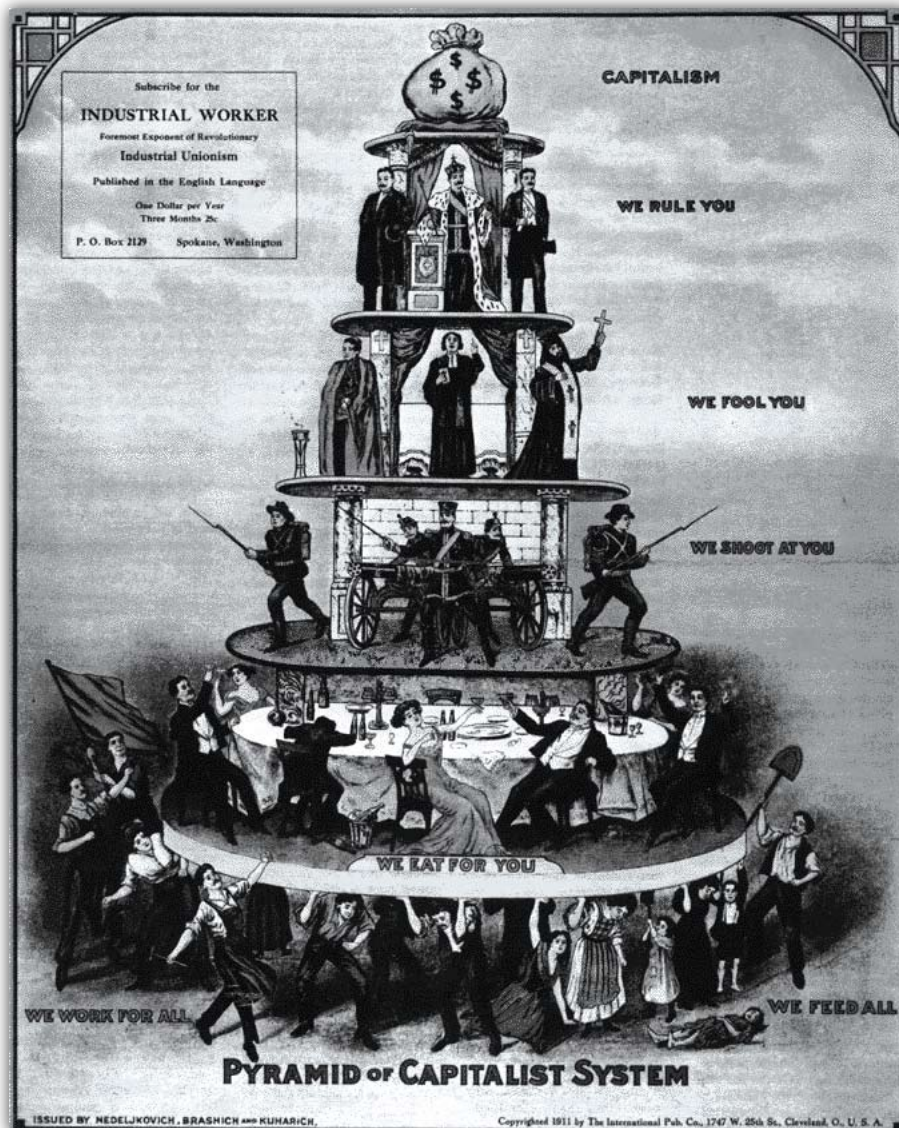 Subscribe for the
INDUSTRIAL WORKER
Foremost Exponent of Revolutionary
Industrial Unionism
Published in the English Language
One Dollar per Year
Three Months 25c
P. O. Box 2129 Spokane, Washington
$
$ $
$
CAPITALISM
WE RULE YOU
WE FOOL YOU
WE SHOOT AT YOU
WE EAT FOR YOU
WE WORK FOR ALL
WE FEED ALL
PYRAMID OF CAPITALIST SYSTEM
ISSUED BY NEDELJKOVICH, BRASHICH AND KUHARICH.
Copyrighted 1911 by The International Pub. Co., 1747 W. 25th St., Cleveland, O., U. S. A.